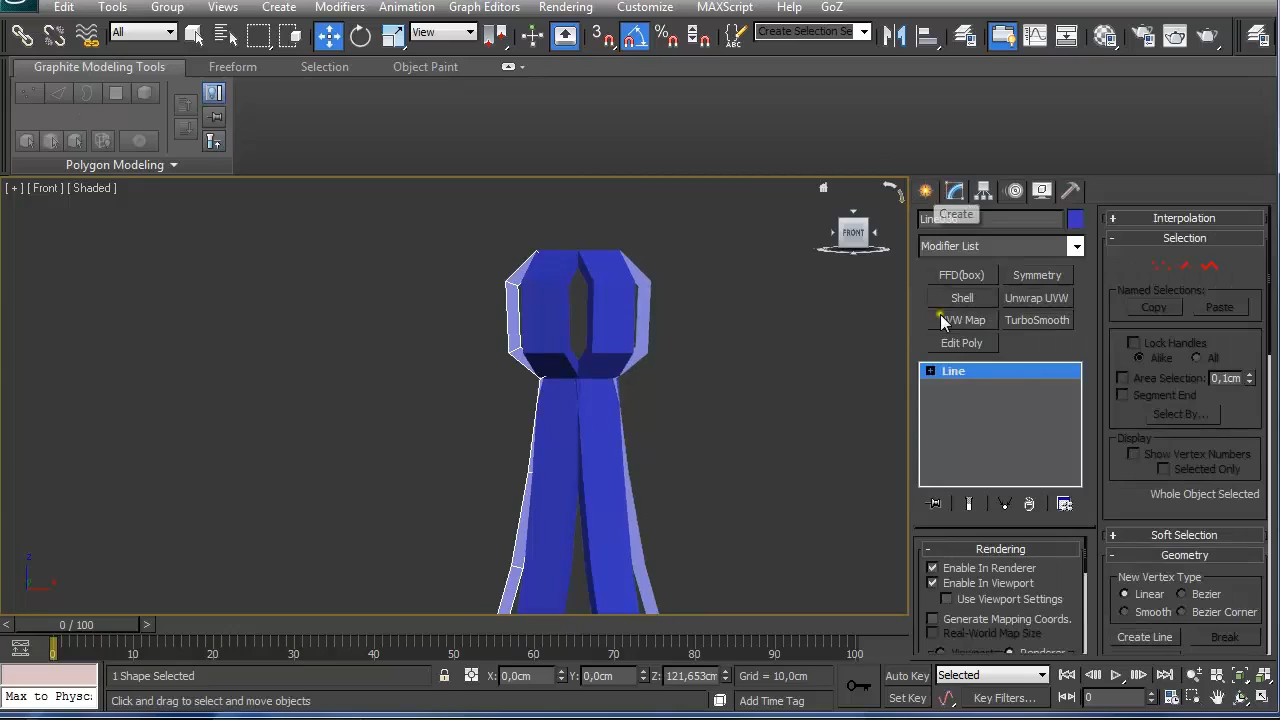 Edit Tools Group Views Create Modifiers Animation Graph Editors Rendering Customize MAXScript Help GoZ
All View 3 Create Selection Se
Graphite Modeling Tools Freeform Selection Object Paint
Polygon Modeling
[ + ] [ Front ] [ Shaded ]
FRONT
Create
Line
Modifier List
FFD(box) Symmetry
Shell Unwrap UVW
VW Map TurboSmooth
Edit Poly
+ Line
- Rendering
Enable In Renderer
Enable In Viewport
Use Viewport Settings
Generate Mapping Coords.
Real-World Map Size
Viewport Renderer
+ Interpolation
- Selection
Named Selections:
Copy Paste
Lock Handles
Alike All
Area Selection: 0,1cm
Segment End
Select By...
Display
Show Vertex Numbers
Selected Only
Whole Object Selected
+ Soft Selection
- Geometry
New Vertex Type
Linear Bezier
Smooth Bezier Corner
Create Line Break
< 0 / 100 >
0 10 20 30 40 50 60 70 80 90 100
1 Shape Selected X: 0,0cm Y: 0,0cm Z: 121,653cm Grid = 10,0cm Auto Key Selected
Max to Physc: Click and drag to select and move objects Add Time Tag Set Key Key Filters... 0